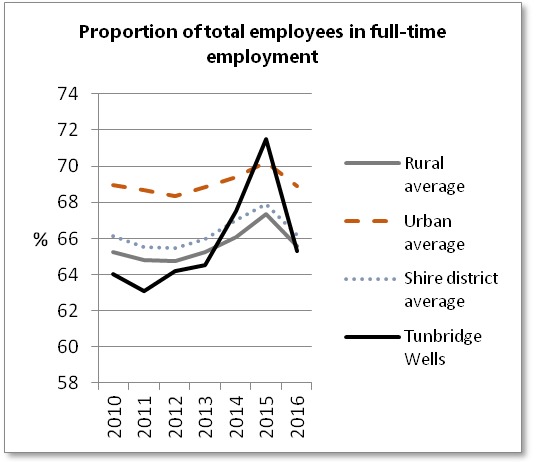 Proportion of total employees in full-time
employment
74
72
70
68
66
64
62
60
58
%
2010
2011
2012
2013
2014
2015
2016
Rural
average
Urban
average
Shire district
average
Tunbridge
Wells